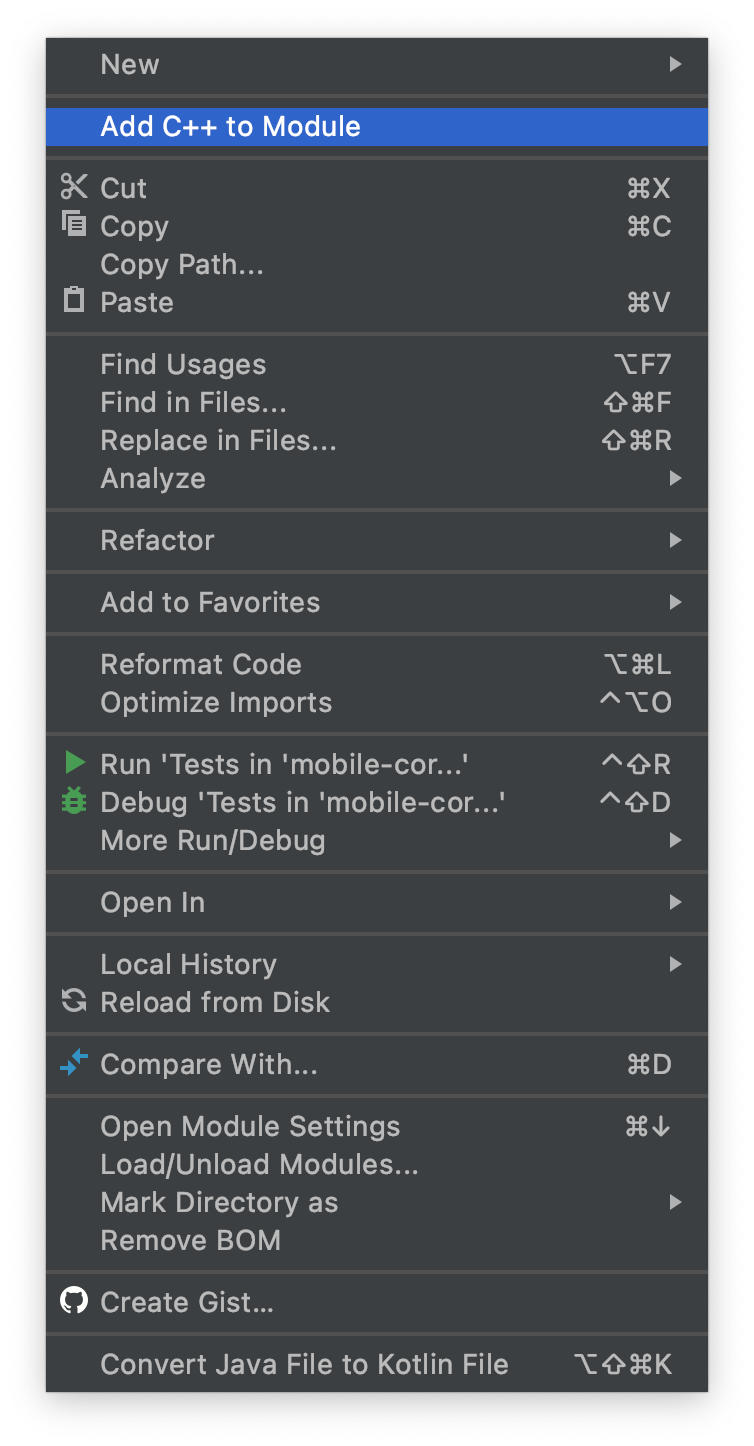 New
Add C++ to Module
Cut ⌘X
Copy ⌘C
Copy Path...
Paste ⌘V
Find Usages ⌥F7
Find in Files... ⇧⌘F
Replace in Files... ⇧⌘R
Analyze
Refactor
Add to Favorites
Reformat Code ⌥⌘L
Optimize Imports ^⌥O
Run 'Tests in 'mobile-cor...' ^⇧R
Debug 'Tests in 'mobile-cor...' ^⇧D
More Run/Debug
Open In
Local History
Reload from Disk
Compare With... ⌘D
Open Module Settings ⌘↓
Load/Unload Modules...
Mark Directory as
Remove BOM
Create Gist...
Convert Java File to Kotlin File ⌥⇧⌘K